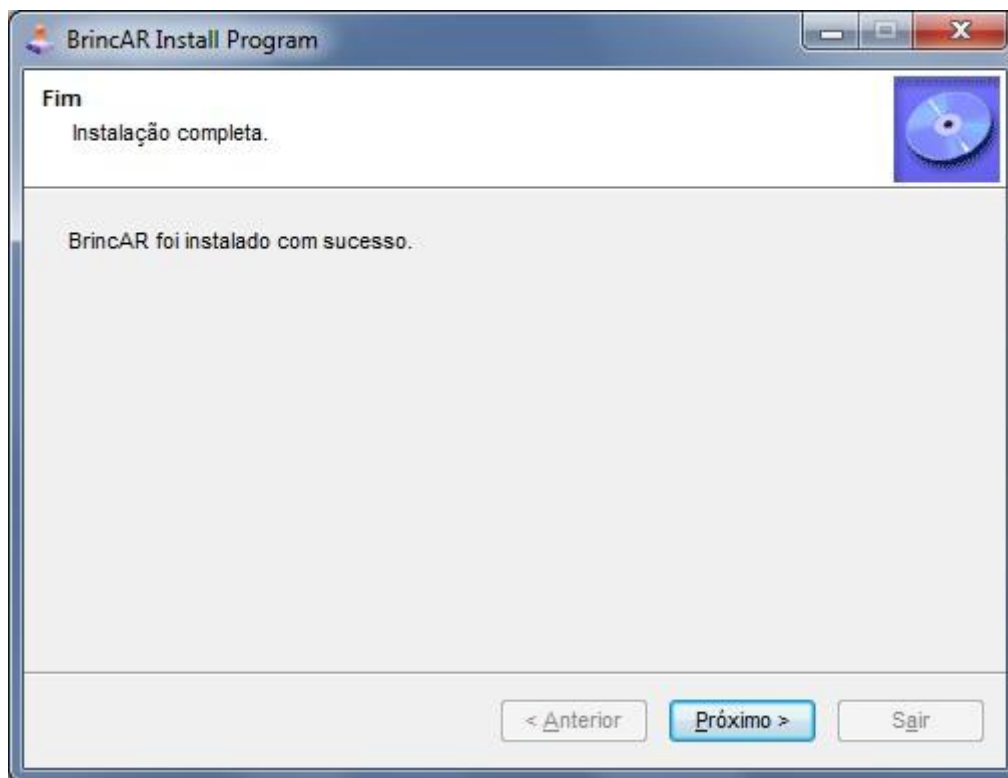 BrincAR Install Program
Fim
Instalação completa.
BrincAR foi instalado com sucesso.
< Anterior
Próximo >
Sair